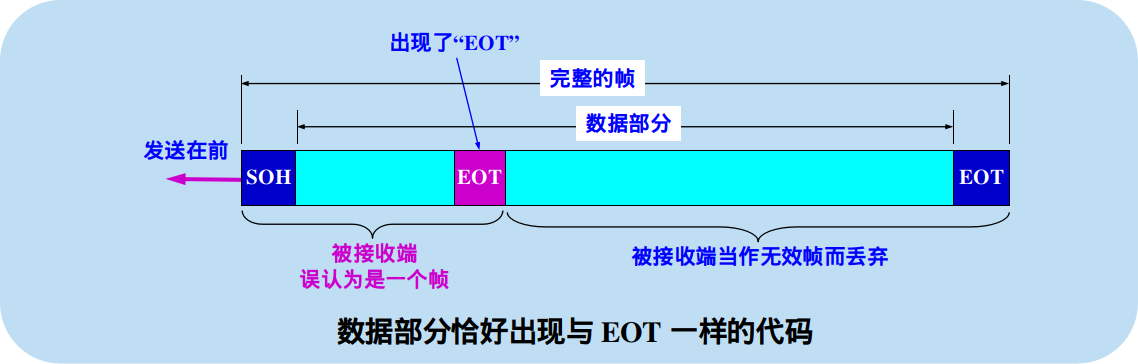 出现了“EOT”
完整的帧
数据部分
发送在前
SOH
EOT
EOT
被接收端
误认为是一个帧
被接收端当作无效帧而丢弃
数据部分恰好出现与 EOT 一样的代码